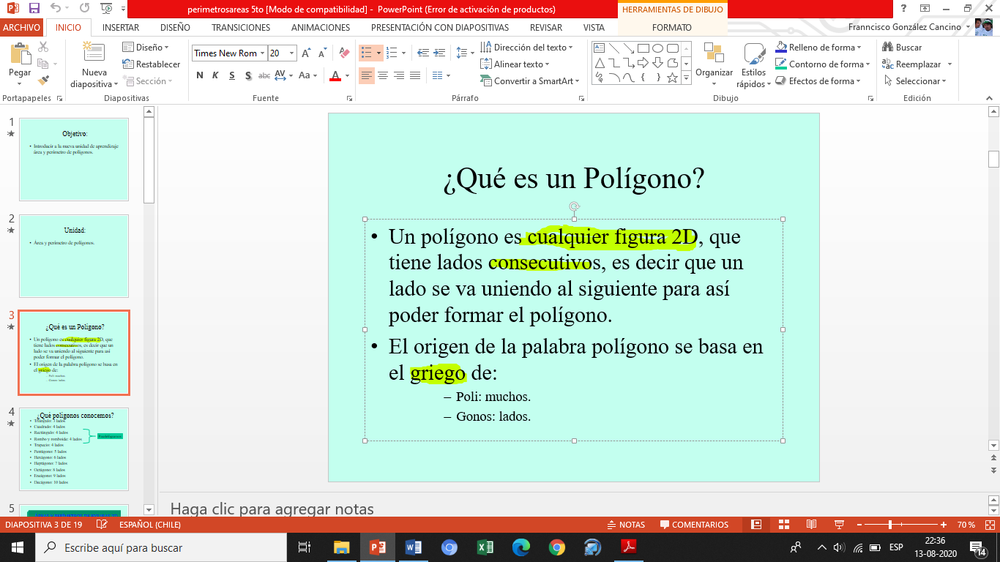 perimetrosareas 5to [Modo de compatibilidad] - PowerPoint (Error de activación de productos)
HERRAMIENTAS DE DIBUJO
ARCHIVO INICIO INSERTAR DISEÑO TRANSICIONES ANIMACIONES PRESENTACIÓN CON DIAPOSITIVAS REVISAR VISTA FORMATO
Franncisco González Cancino
Pegar
Portapapeles
Nueva diapositiva
Diseño
Restablecer
Sección
Diapositivas
Times New Rom 20
N K S S abc AV Aa A
Fuente
Dirección del texto
Alinear texto
Convertir a SmartArt
Párrafo
Organizar
Estilos rápidos
Relleno de forma
Contorno de forma
Efectos de forma
Dibujo
Buscar
Reemplazar
Seleccionar
Edición
1
Objetivo:
• Introducir a la nueva unidad de aprendizaje
área y perímetro de polígonos.
2
Unidad:
• Área y perímetro de polígonos.
3
¿Qué es un Polígono?
• Un polígono es cualquier figura 2D, que
tiene lados consecutivos, es decir que un
lado se va uniendo al siguiente para así
poder formar el polígono.
• El origen de la palabra polígono se basa en
el griego de:
– Poli: muchos.
– Gonos: lados.
4
¿Qué polígonos conocemos?
• Triángulo: 3 lados
• Cuadrado: 4 lados
• Rectángulo: 4 lados
• Rombo y romboide: 4 lados
• Trapecio: 4 lados
• Pentágono: 5 lados
• Hexágono: 6 lados
• Heptágono: 7 lados
• Octágono: 8 lados
• Eneágono: 9 lados
• Decágono: 10 lados
5
¿Qué es un Polígono?
• Un polígono es cualquier figura 2D, que
tiene lados consecutivos, es decir que un
lado se va uniendo al siguiente para así
poder formar el polígono.
• El origen de la palabra polígono se basa en
el griego de:
– Poli: muchos.
– Gonos: lados.
Haga clic para agregar notas
DIAPOSITIVA 3 DE 19 ESPAÑOL (CHILE) NOTAS COMENTARIOS 70 %
Escribe aquí para buscar
ESP
22:36
13-08-2020
14